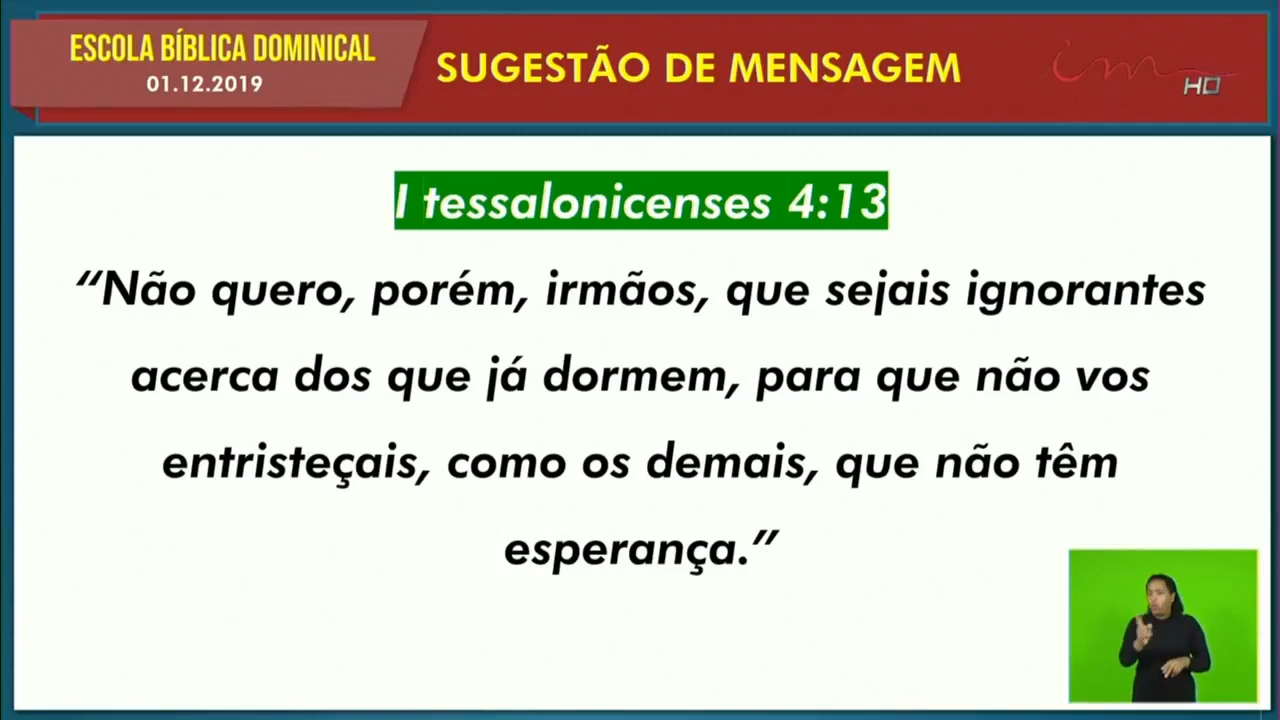 ESCOLA BÍBLICA DOMINICAL
01.12.2019
SUGESTÃO DE MENSAGEM
im
HD
I tessalonicenses 4:13
“Não quero, porém, irmãos, que sejais ignorantes
acerca dos que já dormem, para que não vos
entristeçais, como os demais, que não têm
esperança.”